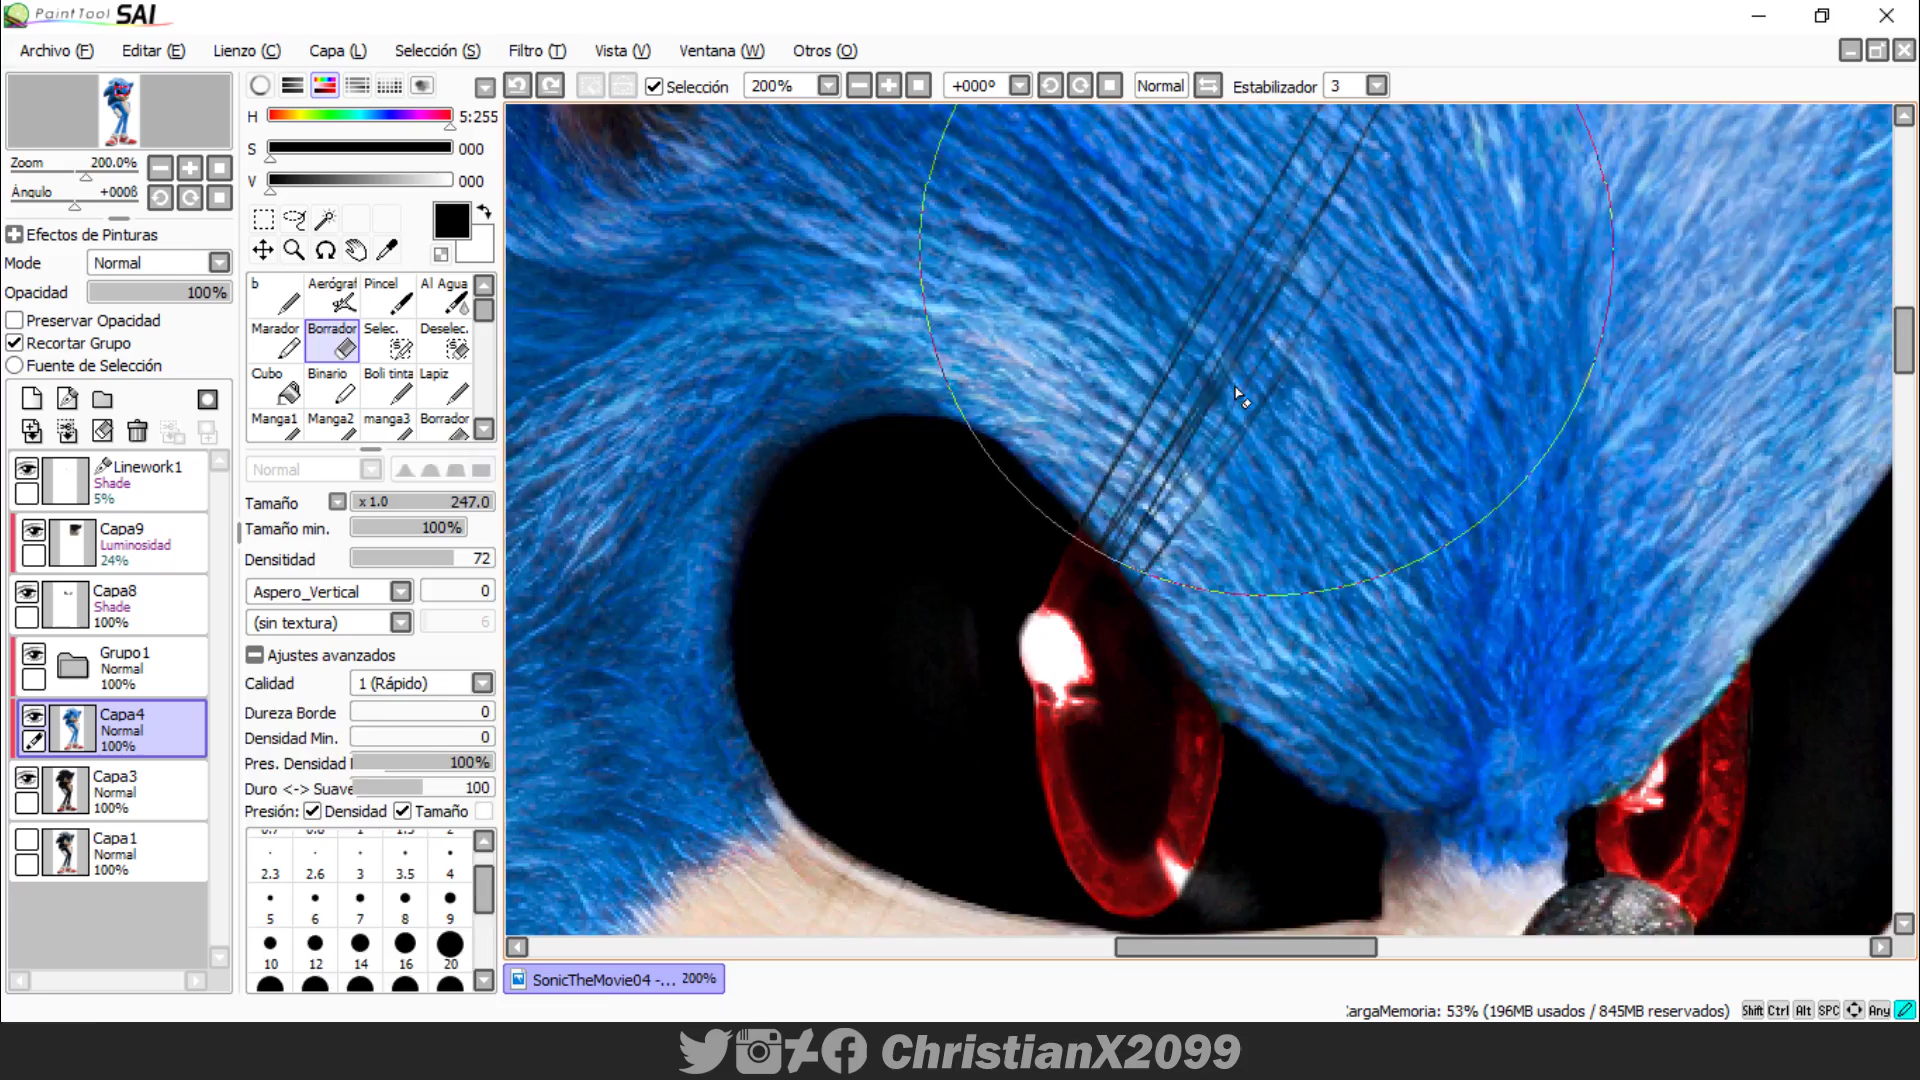 PaintTool SAI
Archivo (F) Editar (E) Lienzo (C) Capa (L) Selección (S) Filtro (T) Vista (V) Ventana (W) Otros (O)
Selección 200% +000º Normal Estabilizador 3
Zoom 200.0%
Ángulo
Efectos de Pinturas
Mode Normal
Opacidad 100%
Preservar Opacidad
Recortar Grupo
Fuente de Selección
Linework1
Shade
5%
Capa9
Luminosidad
24%
Capa8
Shade
100%
Grupo1
Normal
100%
Capa4
Normal
100%
Capa3
Normal
100%
Capa1
Normal
100%
H 5:255
S 000
V 000
b Aerógraf Pincel Al Agua
Marador Borrador Selec. Deselec.
Cubo Binario Boli tinta Lapiz
Manga1 Manga2 manga3 Borrador
Normal
Tamaño x 1.0 247.0
Tamaño min. 100%
Densitidad 72
Aspero_Vertical 0
(sin textura) 6
Ajustes avanzados
Calidad 1 (Rápido)
Dureza Borde 0
Densidad Min. 0
Pres. Densidad 100%
Duro <-> Suave 100
Presión: Densidad Tamaño
2.3 2.6 3 3.5 4
5 6 7 8 9
10 12 14 16 20
SonicTheMovie04 -... 200%
argaMemoria: 53% (196MB usados / 845MB reservados) Shift Ctrl Alt SPC Any
ChristianX2099